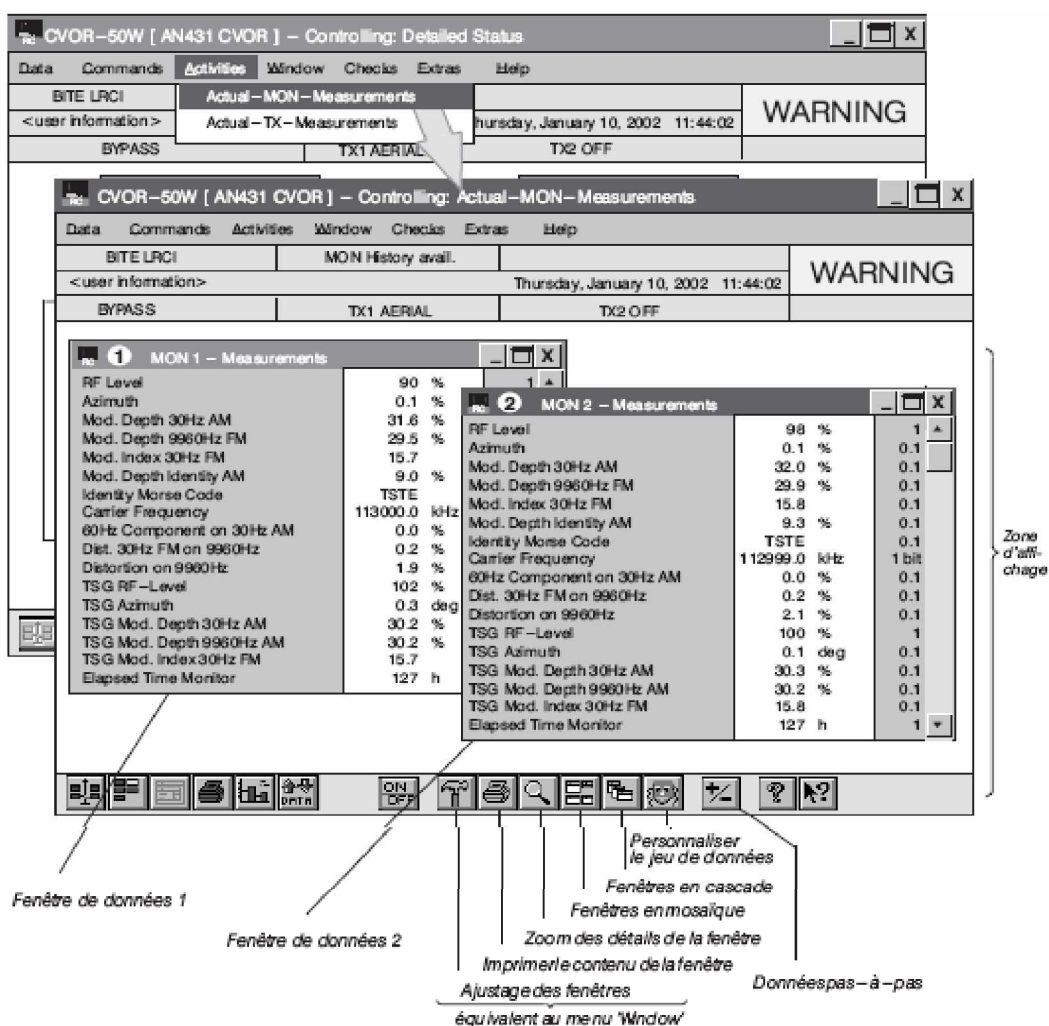 CVOR-50W [ AN431 CVOR ] - Controlling: Detailed Status
Data Commands Activities Window Checks Extras Help
BITE LRCI
Actual-MON-Measurements
WARNING
<user information>
Actual-TX-Measurements
hursday, January 10, 2002 11:44:02
BYPASS TX1 AERIAL TX2 OFF
CVOR-50W [ AN431 CVOR ] - Controlling: Actual-MON-Measurements
Data Commands Activities Window Checks Extras Help
BITE LRCI MON History avail.
WARNING
<user information> Thursday, January 10, 2002 11:44:02
BYPASS TX1 AERIAL TX2 OFF
1 MON 1 - Measurements
RF Level 90 % 1
Azimuth 0.1 %
Mod. Depth 30Hz AM 31.6 %
Mod. Depth 9960Hz FM 29.5 %
Mod. Index 30Hz FM 15.7
Mod. Depth Identity AM 9.0 %
Identity Morse Code TSTE
Carrier Frequency 113000.0 kHz
60Hz Component on 30Hz AM 0.0 %
Dist. 30Hz FM on 9960Hz 0.2 %
Distortion on 9960Hz 1.9 %
TSG RF-Level 102 %
TSG Azimuth 0.3 deg
TSG Mod. Depth 30Hz AM 30.2 %
TSG Mod. Depth 9960Hz AM 30.2 %
TSG Mod. Index 30Hz FM 15.7
Elapsed Time Monitor 127 h
2 MON 2 - Measurements
RF Level 98 % 1
Azimuth 0.1 % 0.1
Mod. Depth 30Hz AM 32.0 % 0.1
Mod. Depth 9960Hz FM 29.9 % 0.1
Mod. Index 30Hz FM 15.8 0.1
Mod. Depth Identity AM 9.3 % 0.1
Identity Morse Code TSTE 0.1
Carrier Frequency 112999.0 kHz 1 bit
60Hz Component on 30Hz AM 0.0 % 0.1
Dist. 30Hz FM on 9960Hz 0.2 % 0.1
Distortion on 9960Hz 2.1 % 0.1
TSG RF-Level 100 % 1
TSG Azimuth 0.1 deg 0.1
TSG Mod. Depth 30Hz AM 30.3 % 0.1
TSG Mod. Depth 9960Hz AM 30.2 % 0.1
TSG Mod. Index 30Hz FM 15.8 0.1
Elapsed Time Monitor 127 h 1
Zone
d'affi-
chage
DATA
ON
OFF
Personnaliser
le jeu de données
Fenêtres en cascade
Fenêtres en mosaïque
Zoom des détails de la fenêtre
Imprimer le contenu de la fenêtre
Ajustage des fenêtres
équivalent au menu 'Window'
Données pas-à-pas
Fenêtre de données 1
Fenêtre de données 2